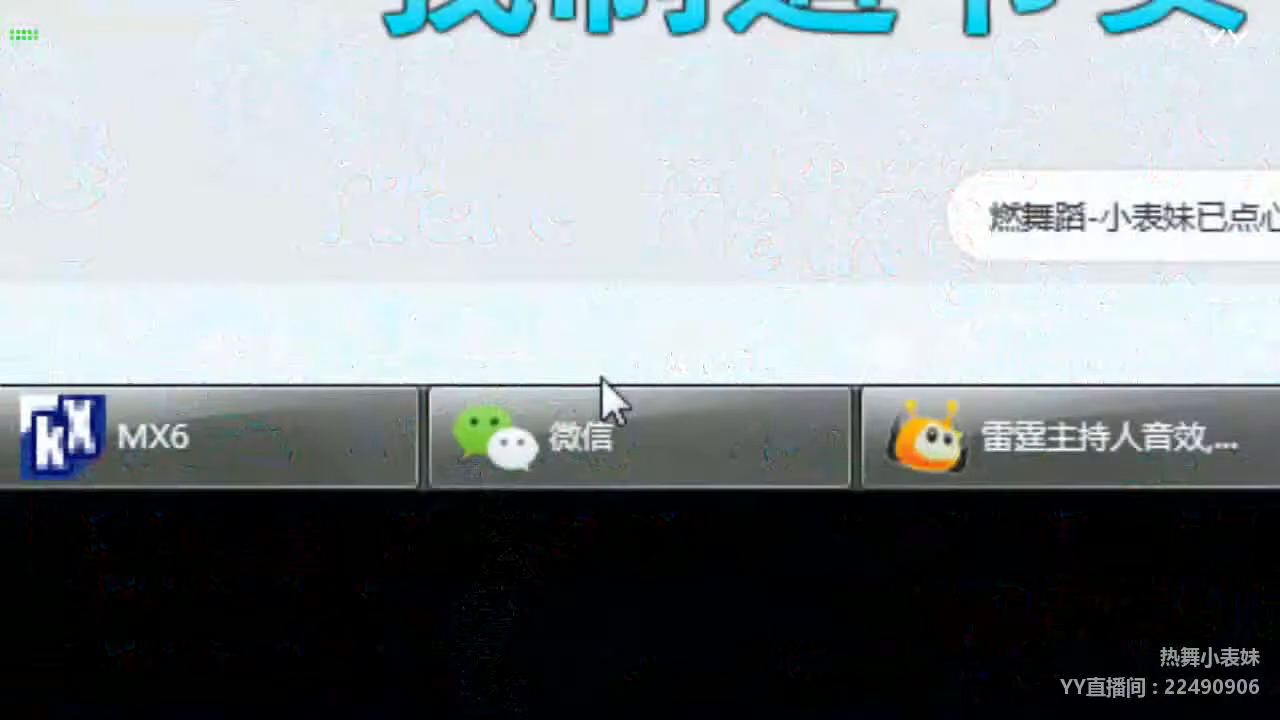 燃舞蹈-小表妹已点心
MX6
微信
雷霆主持人音效,...
热舞小表妹
YY直播间：22490906